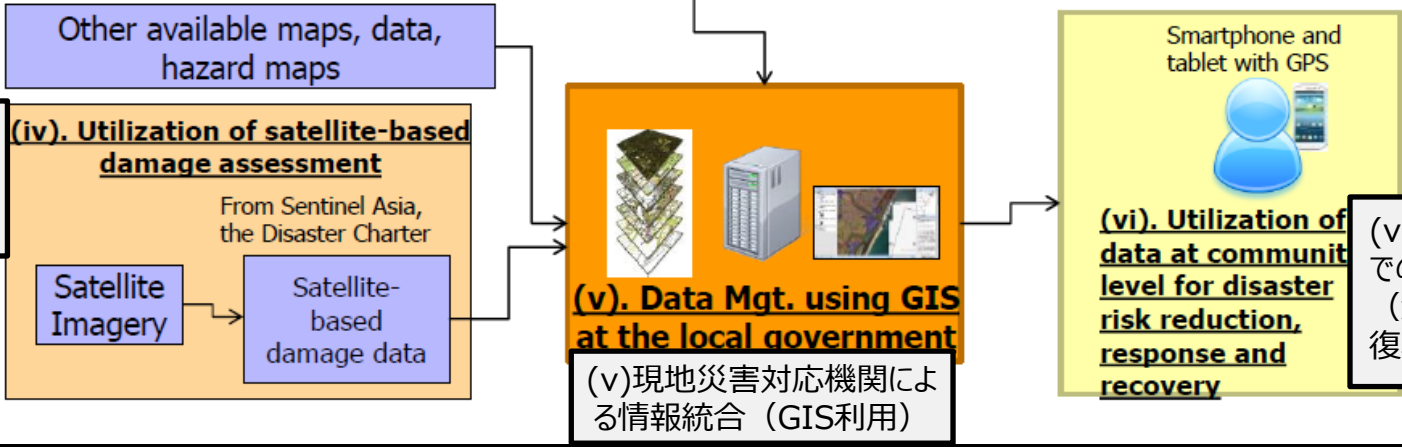 Other available maps, data,
hazard maps
(iv). Utilization of satellite-based
damage assessment
From Sentinel Asia,
the Disaster Charter
Satellite
Imagery
Satellite-
based
damage data
(v). Data Mgt. using GIS
at the local government
(v)現地災害対応機関によ
る情報統合（GIS利用）
Smartphone and
tablet with GPS
(vi). Utilization of
data at communit
level for disaster
risk reduction,
response and
recovery
(v
での
復